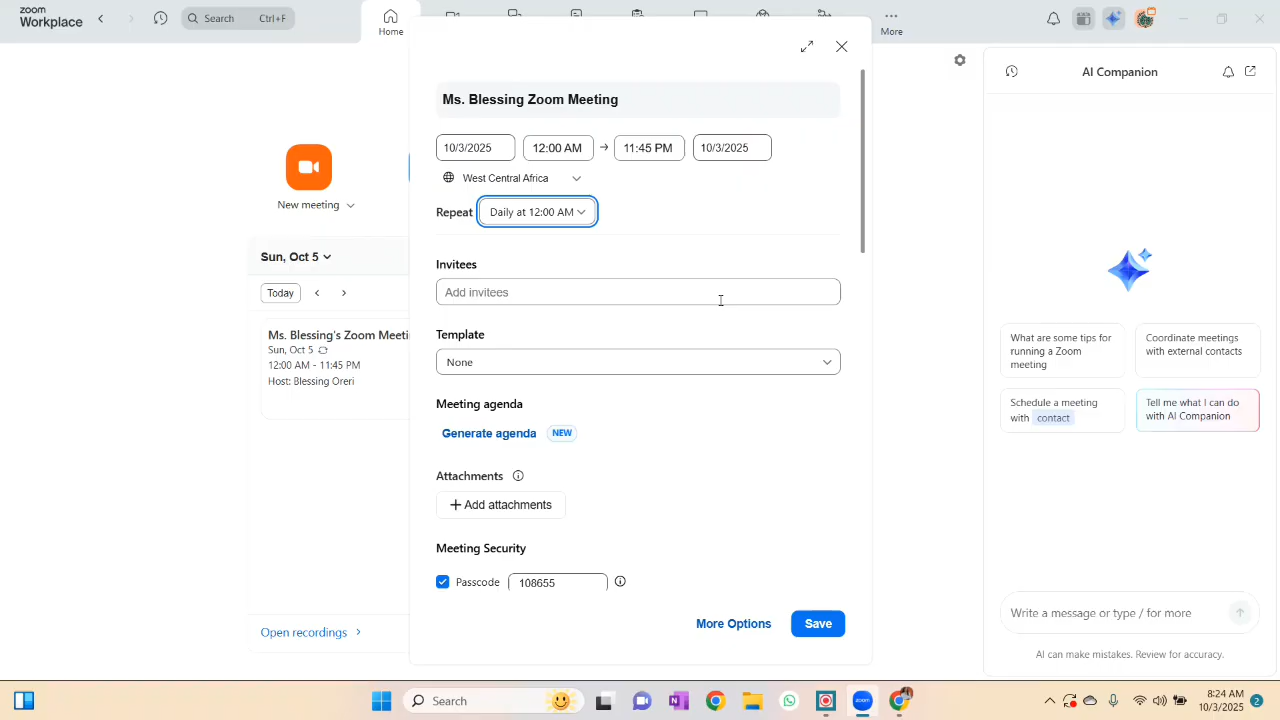 zoom
Workplace
Search
Ctrl+F
Home
More
Ms. Blessing Zoom Meeting
10/3/2025
12:00 AM
→
11:45 PM
10/3/2025
West Central Africa
Repeat
Daily at 12:00 AM
Invitees
Add invitees
Template
None
Meeting agenda
Generate agenda
NEW
Attachments
+ Add attachments
Meeting Security
Passcode
108655
More Options
Save
New meeting
Sun, Oct 5
Today
Ms. Blessing's Zoom Meeti
Sun, Oct 5
12:00 AM - 11:45 PM
Host: Blessing Oreri
Open recordings
AI Companion
What are some tips for
running a Zoom
meeting
Coordinate meetings
with external contacts
Schedule a meeting
with contact
Tell me what I can do
with AI Companion
Write a message or type / for more
AI can make mistakes. Review for accuracy.
Search
zoom
8:24 AM
10/3/2025
2